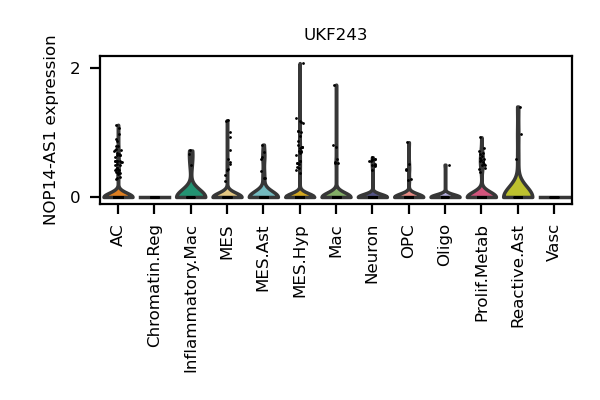 UKF243
NOP14-AS1 expression
2
0
AC
Chromatin.Reg
Inflammatory.Mac
MES
MES.Ast
MES.Hyp
Mac
Neuron
OPC
Oligo
Prolif.Metab
Reactive.Ast
Vasc